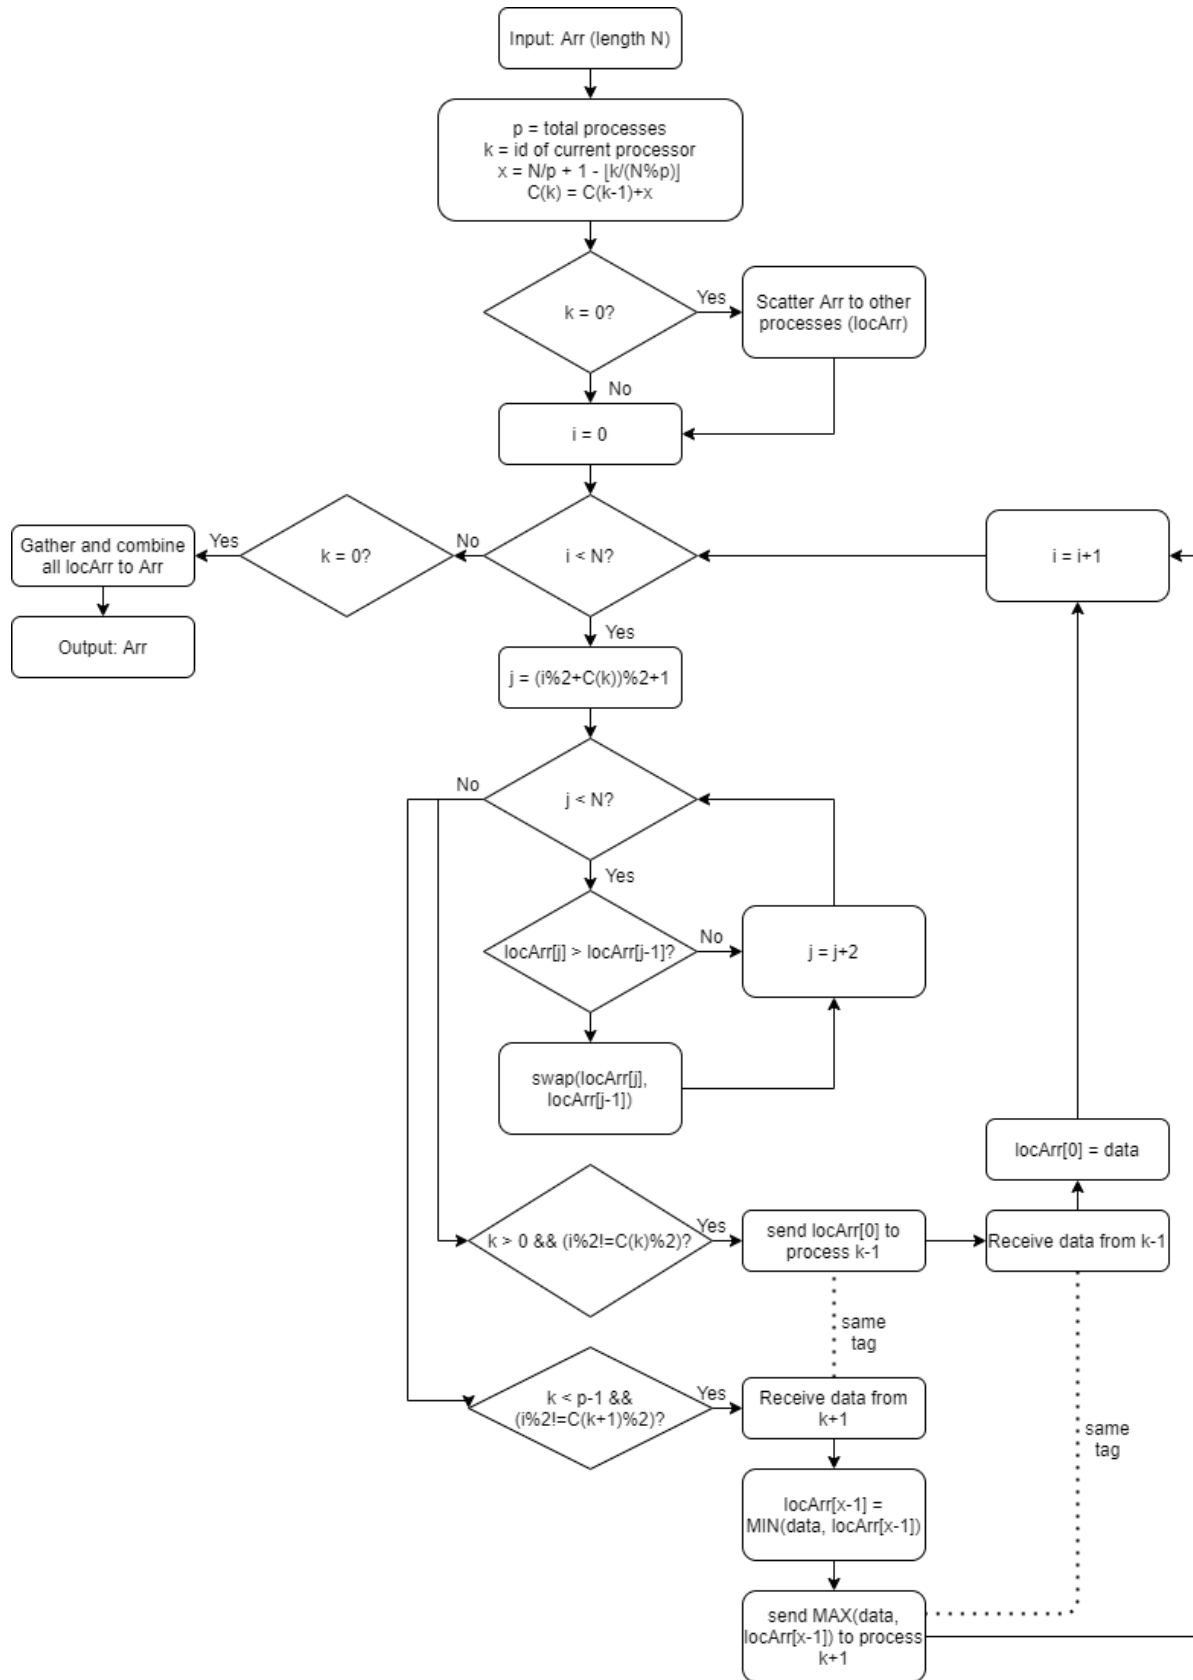 Input: Arr (length N)
p = total processes
k = id of current processor
x = N/p + 1 - ⌊k/(N%p)⌋
C(k) = C(k-1)+x
k = 0?
Yes
Scatter Arr to other
processes (locArr)
No
i = 0
Gather and combine
all locArr to Arr
Yes
k = 0?
No
i < N?
i = i+1
Output: Arr
Yes
j = (i%2+C(k))%2+1
No
j < N?
Yes
locArr[j] > locArr[j-1]?
No
j = j+2
swap(locArr[j],
locArr[j-1])
locArr[0] = data
k > 0 && (i%2!=C(k)%2)?
Yes
send locArr[0] to
process k-1
Receive data from k-1
same
tag
k < p-1 &&
(i%2!=C(k+1)%2)?
Yes
Receive data from
k+1
same
tag
locArr[x-1] =
MIN(data, locArr[x-1])
send MAX(data,
locArr[x-1]) to process
k+1